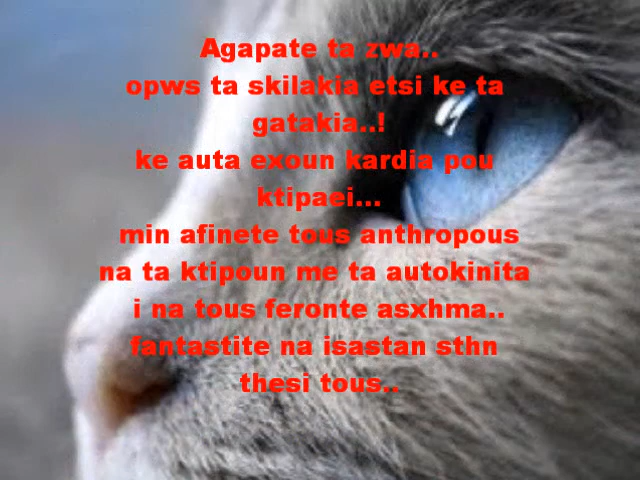 Agapate ta zwa..
opws ta skilakia etsi ke ta
gatakia..!
ke auta exoun kardia pou
ktipaei...
min afinete tous anthropous
na ta ktipoun me ta autokinita
i na tous feronte asxhma..
fantastite na isastan sthn
thesi tous..